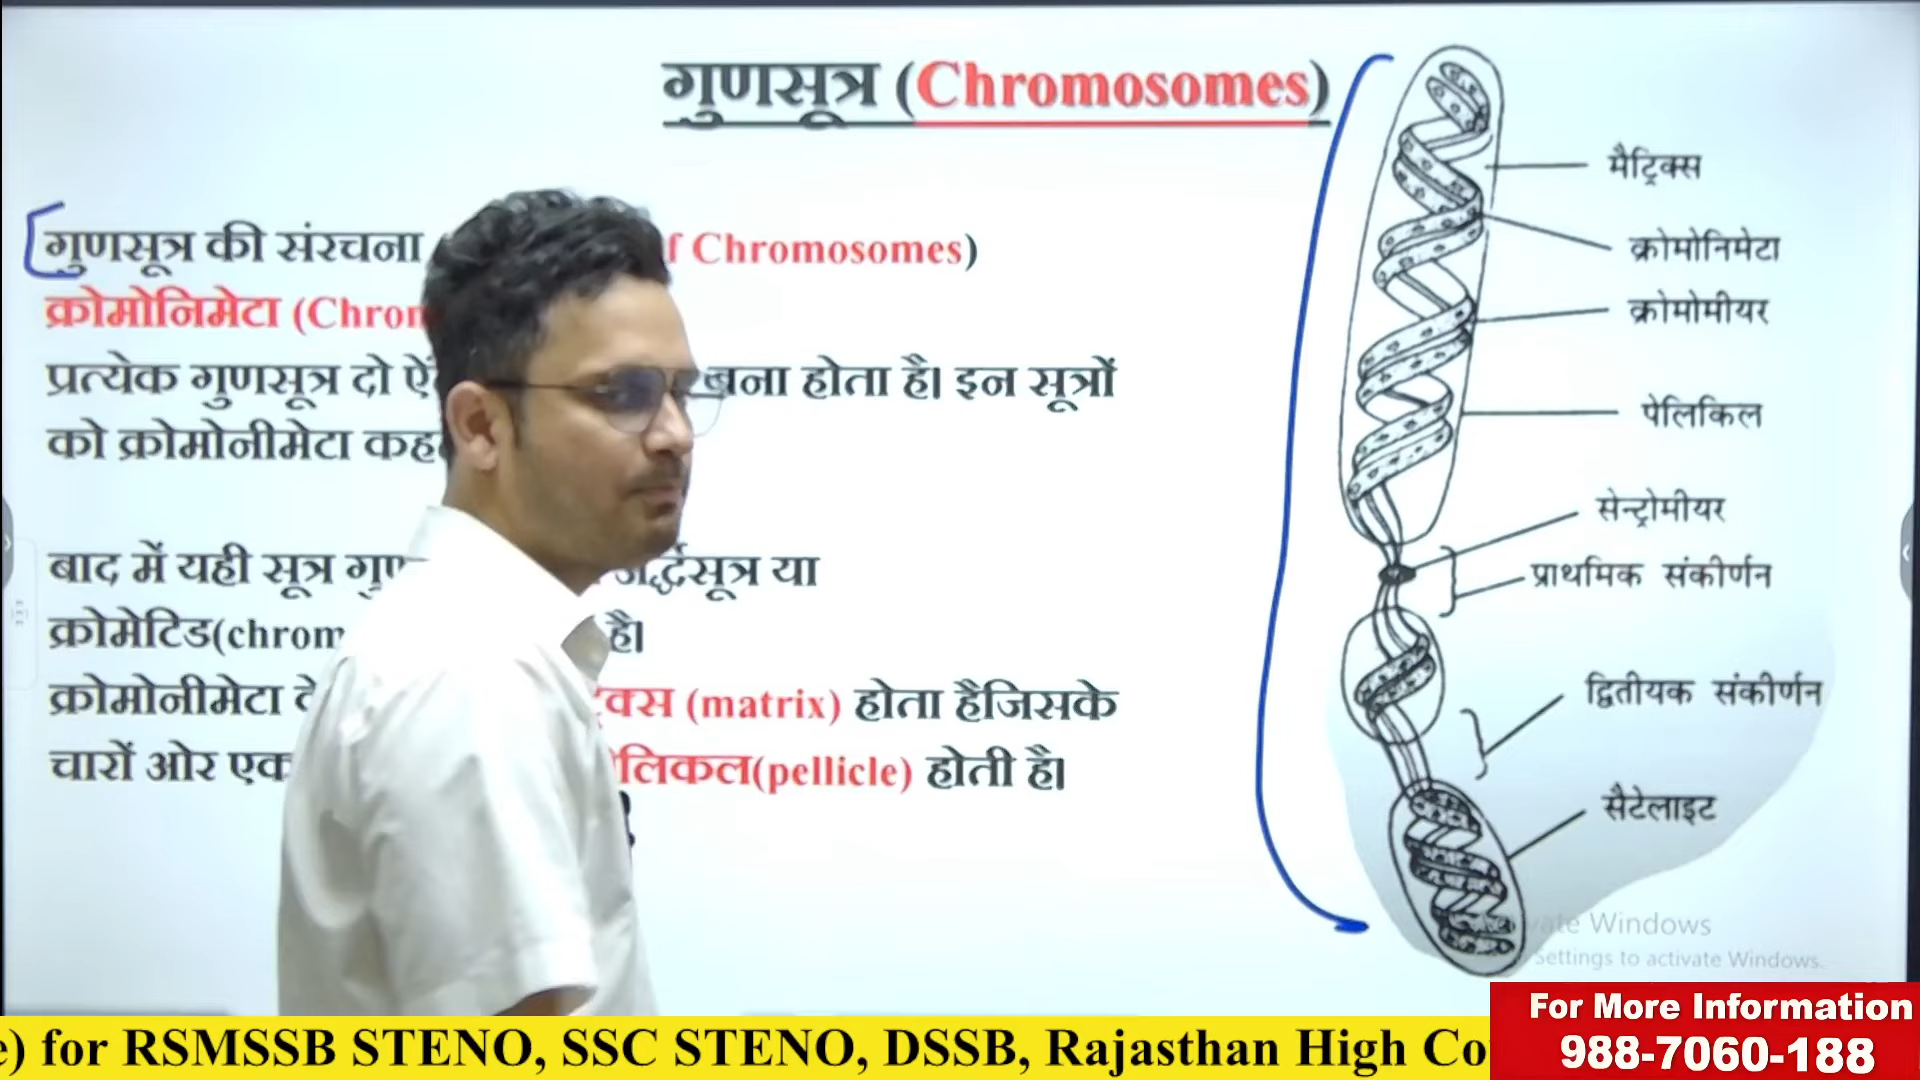 गुणसूत्र (Chromosomes)
गुणसूत्र की संरचना ( f Chromosomes)
क्रोमोनिमेटा (Chrom
प्रत्येक गुणसूत्र दो ऐ बना होता है। इन सूत्रों
को क्रोमोनीमेटा कह
बाद में यही सूत्र र्द्धसूत्र या
क्रोमेटिड(chrom है।
क्रोमोनीमेटा क्स (matrix) होता हैजिसके
चारों ओर एक लिकल(pellicle) होती है।
मैट्रिक्स
क्रोमोनिमेटा
क्रोमोमीयर
पेलिकिल
सेन्ट्रोमीयर
प्राथमिक संकीर्णन
द्वितीयक संकीर्णन
सैटेलाइट
vate Windows
Settings to activate Windows.
e) for RSMSSB STENO, SSC STENO, DSSB, Rajasthan High Co
For More Information
988-7060-188